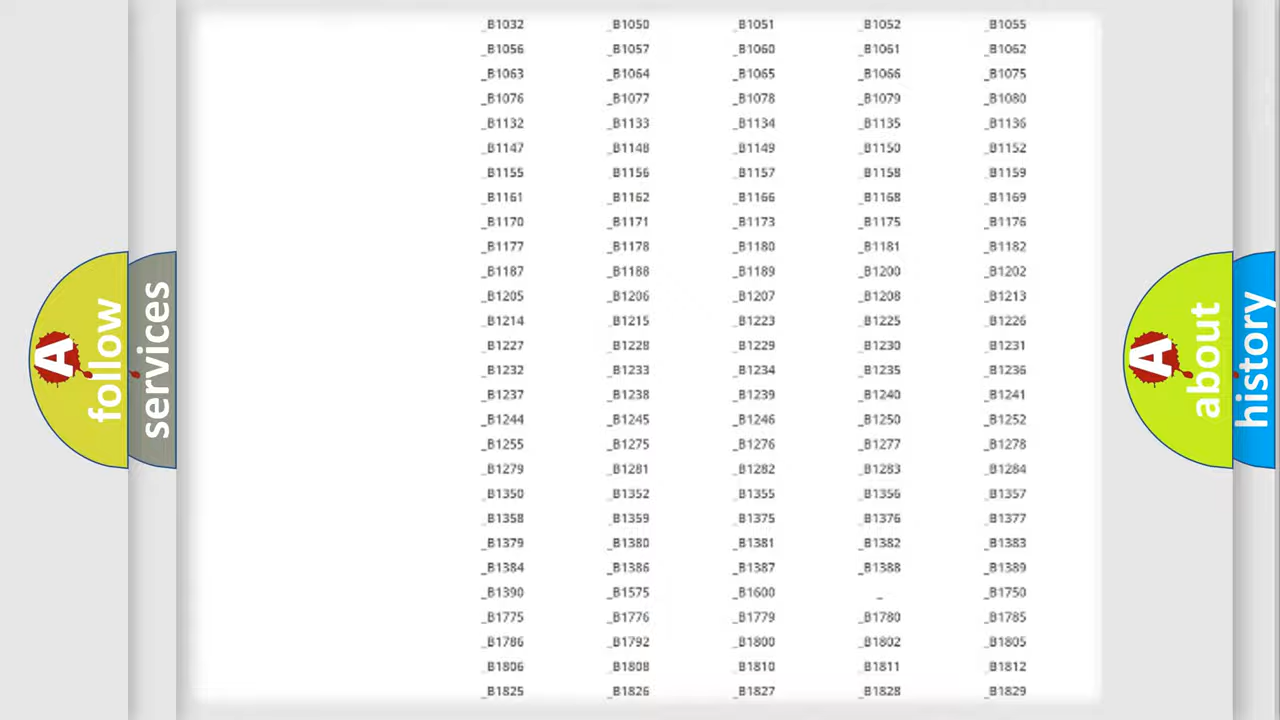 _B1032 _B1050 _B1051 _B1052 _B1055
_B1056 _B1057 _B1060 _B1061 _B1062
_B1063 _B1064 _B1065 _B1066 _B1075
_B1076 _B1077 _B1078 _B1079 _B1080
_B1132 _B1133 _B1134 _B1135 _B1136
_B1147 _B1148 _B1149 _B1150 _B1152
_B1155 _B1156 _B1157 _B1158 _B1159
_B1161 _B1162 _B1166 _B1168 _B1169
_B1170 _B1171 _B1173 _B1175 _B1176
_B1177 _B1178 _B1180 _B1181 _B1182
_B1187 _B1188 _B1189 _B1200 _B1202
_B1205 _B1206 _B1207 _B1208 _B1213
_B1214 _B1215 _B1223 _B1225 _B1226
_B1227 _B1228 _B1229 _B1230 _B1231
_B1232 _B1233 _B1234 _B1235 _B1236
_B1237 _B1238 _B1239 _B1240 _B1241
_B1244 _B1245 _B1246 _B1250 _B1252
_B1255 _B1275 _B1276 _B1277 _B1278
_B1279 _B1281 _B1282 _B1283 _B1284
_B1350 _B1352 _B1355 _B1356 _B1357
_B1358 _B1359 _B1375 _B1376 _B1377
_B1379 _B1380 _B1381 _B1382 _B1383
_B1384 _B1386 _B1387 _B1388 _B1389
_B1390 _B1575 _B1600 _ _B1750
_B1775 _B1776 _B1779 _B1780 _B1785
_B1786 _B1792 _B1800 _B1802 _B1805
_B1806 _B1808 _B1810 _B1811 _B1812
_B1825 _B1826 _B1827 _B1828 _B1829
A
follow
services
A
about
history